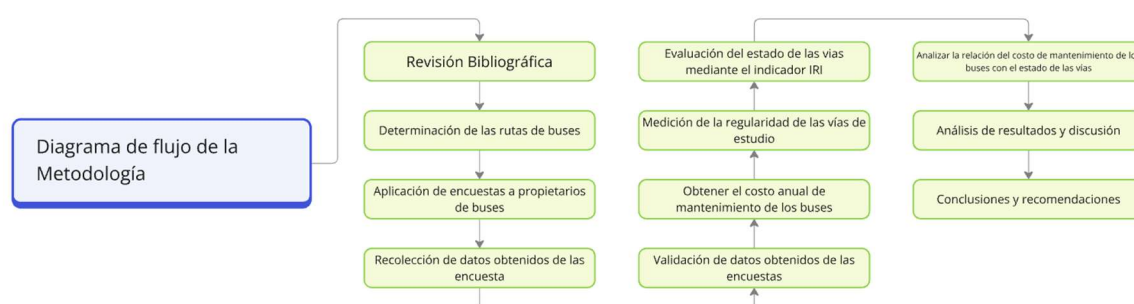 Diagrama de flujo de la
Metodología
Revisión Bibliográfica
Determinación de las rutas de buses
Aplicación de encuestas a propietarios
de buses
Recolección de datos obtenidos de las
encuesta
Validación de datos obtenidos de las
encuestas
Obtener el costo anual de
mantenimiento de los buses
Medición de la regularidad de las vías de
estudio
Evaluación del estado de las vias
mediante el indicador IRI
Analizar la relación del costo de mantenimiento de
buses con el estado de las vías
Análisis de resultados y discusión
Conclusiones y recomendaciones